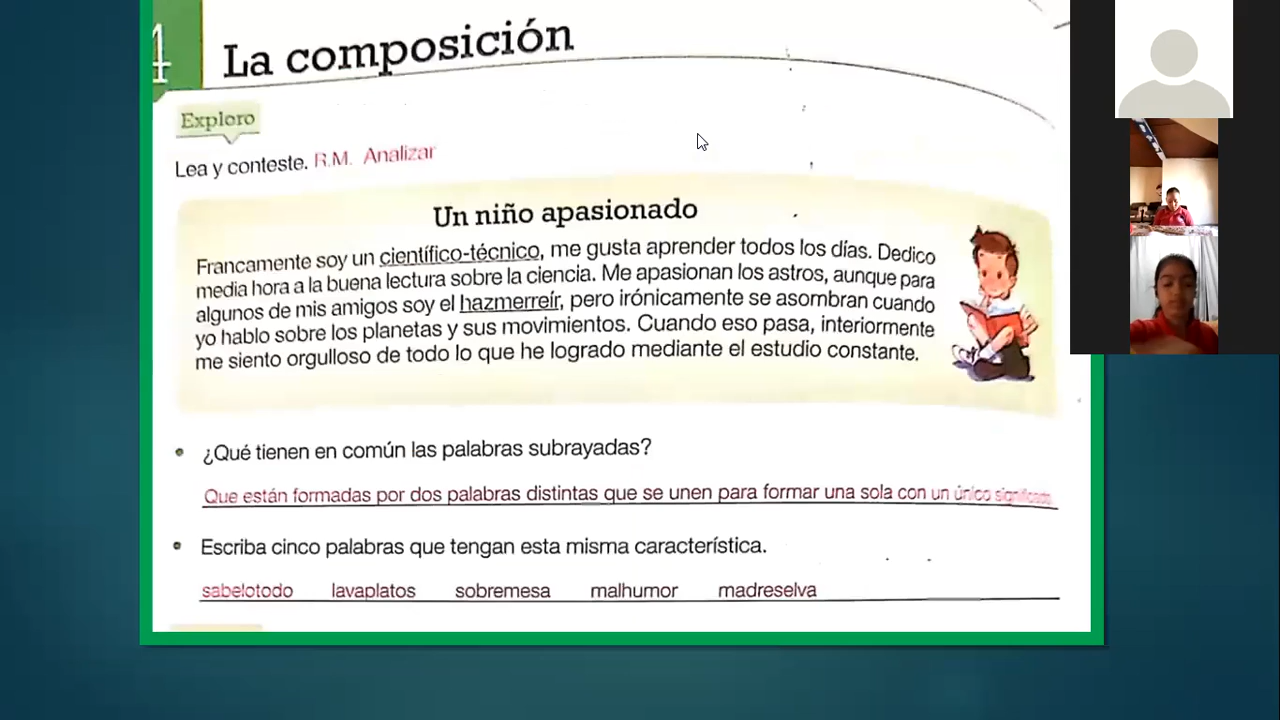 4
La composición
Exploro
Lea y conteste. R.M. Analizar
Un niño apasionado
Francamente soy un científico-técnico, me gusta aprender todos los días. Dedico
media hora a la buena lectura sobre la ciencia. Me apasionan los astros, aunque para
algunos de mis amigos soy el hazmerreír, pero irónicamente se asombran cuando
yo hablo sobre los planetas y sus movimientos. Cuando eso pasa, interiormente
me siento orgulloso de todo lo que he logrado mediante el estudio constante.
• ¿Qué tienen en común las palabras subrayadas?
Que están formadas por dos palabras distintas que se unen para formar una sola con un único significado.
• Escriba cinco palabras que tengan esta misma característica.
sabelotodo lavaplatos sobremesa malhumor madreselva